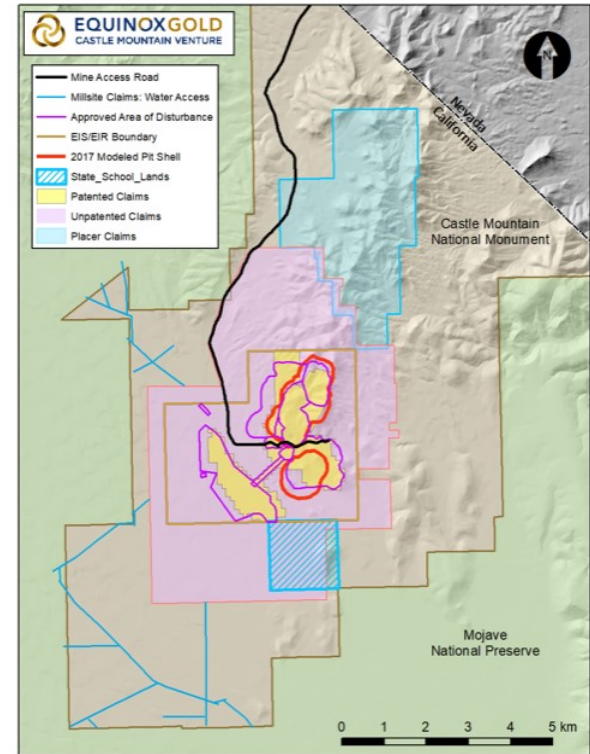 EQUINOXGOLD
CASTLE MOUNTAIN VENTURE
N
Mine Access Road
Millsite Claims: Water Access
Approved Area of Disturbance
EIS/EIR Boundary
2017 Modeled Pit Shell
State_School_Lands
Patented Claims
Unpatented Claims
Placer Claims
Nevada
California
Castle Mountain
National Monument
Mojave
National Preserve
0 1 2 3 4 5 km